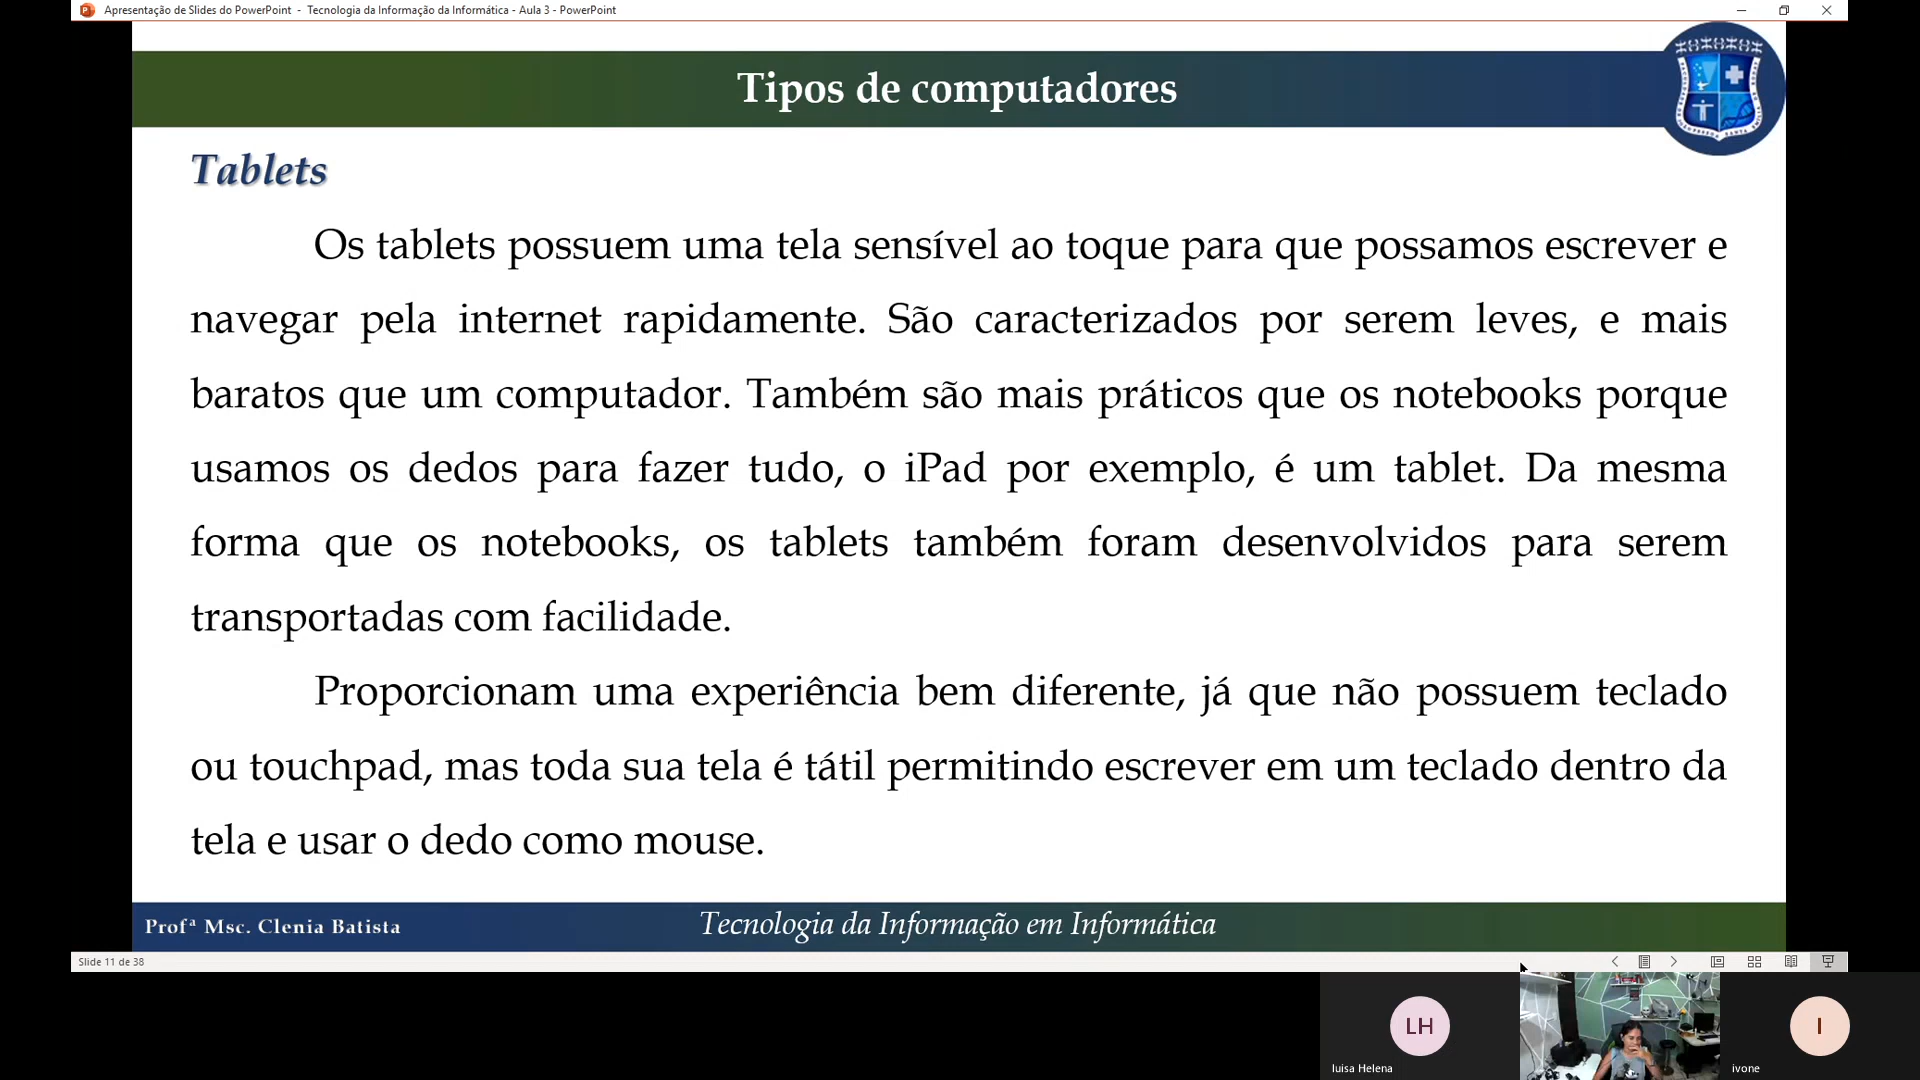 Apresentação de Slides do PowerPoint - Tecnologia da Informação da Informática - Aula 3 - PowerPoint
Tipos de computadores
Tablets
Os tablets possuem uma tela sensível ao toque para que possamos escrever e
navegar pela internet rapidamente. São caracterizados por serem leves, e mais
baratos que um computador. Também são mais práticos que os notebooks porque
usamos os dedos para fazer tudo, o iPad por exemplo, é um tablet. Da mesma
forma que os notebooks, os tablets também foram desenvolvidos para serem
transportadas com facilidade.
Proporcionam uma experiência bem diferente, já que não possuem teclado
ou touchpad, mas toda sua tela é tátil permitindo escrever em um teclado dentro da
tela e usar o dedo como mouse.
Profª Msc. Clenia Batista
Tecnologia da Informação em Informática
Slide 11 de 38
LH
luisa Helena
I
ivone